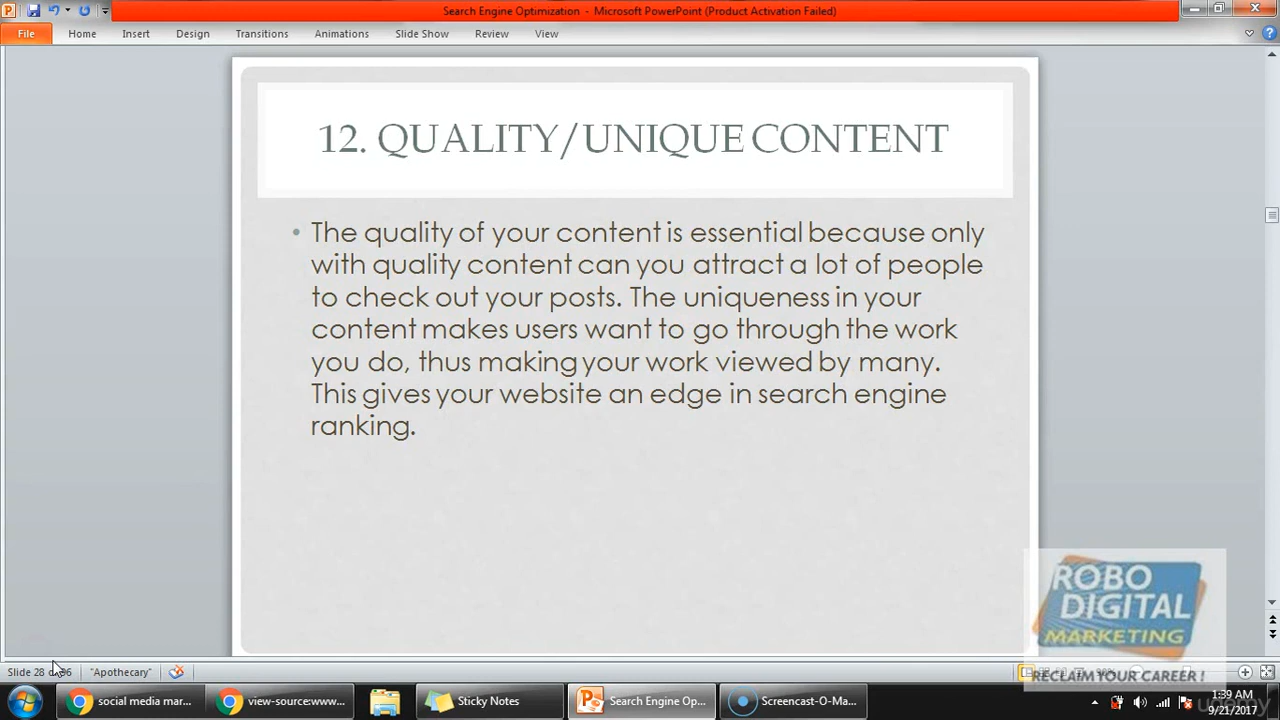 Search Engine Optimization - Microsoft PowerPoint (Product Activation Failed)
File Home Insert Design Transitions Animations Slide Show Review View
12. QUALITY/UNIQUE CONTENT
• The quality of your content is essential because only
with quality content can you attract a lot of people
to check out your posts. The uniqueness in your
content makes users want to go through the work
you do, thus making your work viewed by many.
This gives your website an edge in search engine
ranking.
ROBO
DIGITAL
MARKETING
RECLAIM YOUR CAREER !
Slide 28 of 96 "Apothecary"
social media mar... view-source:www... Sticky Notes Search Engine Op... Screencast-O-Ma... 1:39 AM
9/21/2017
udemy